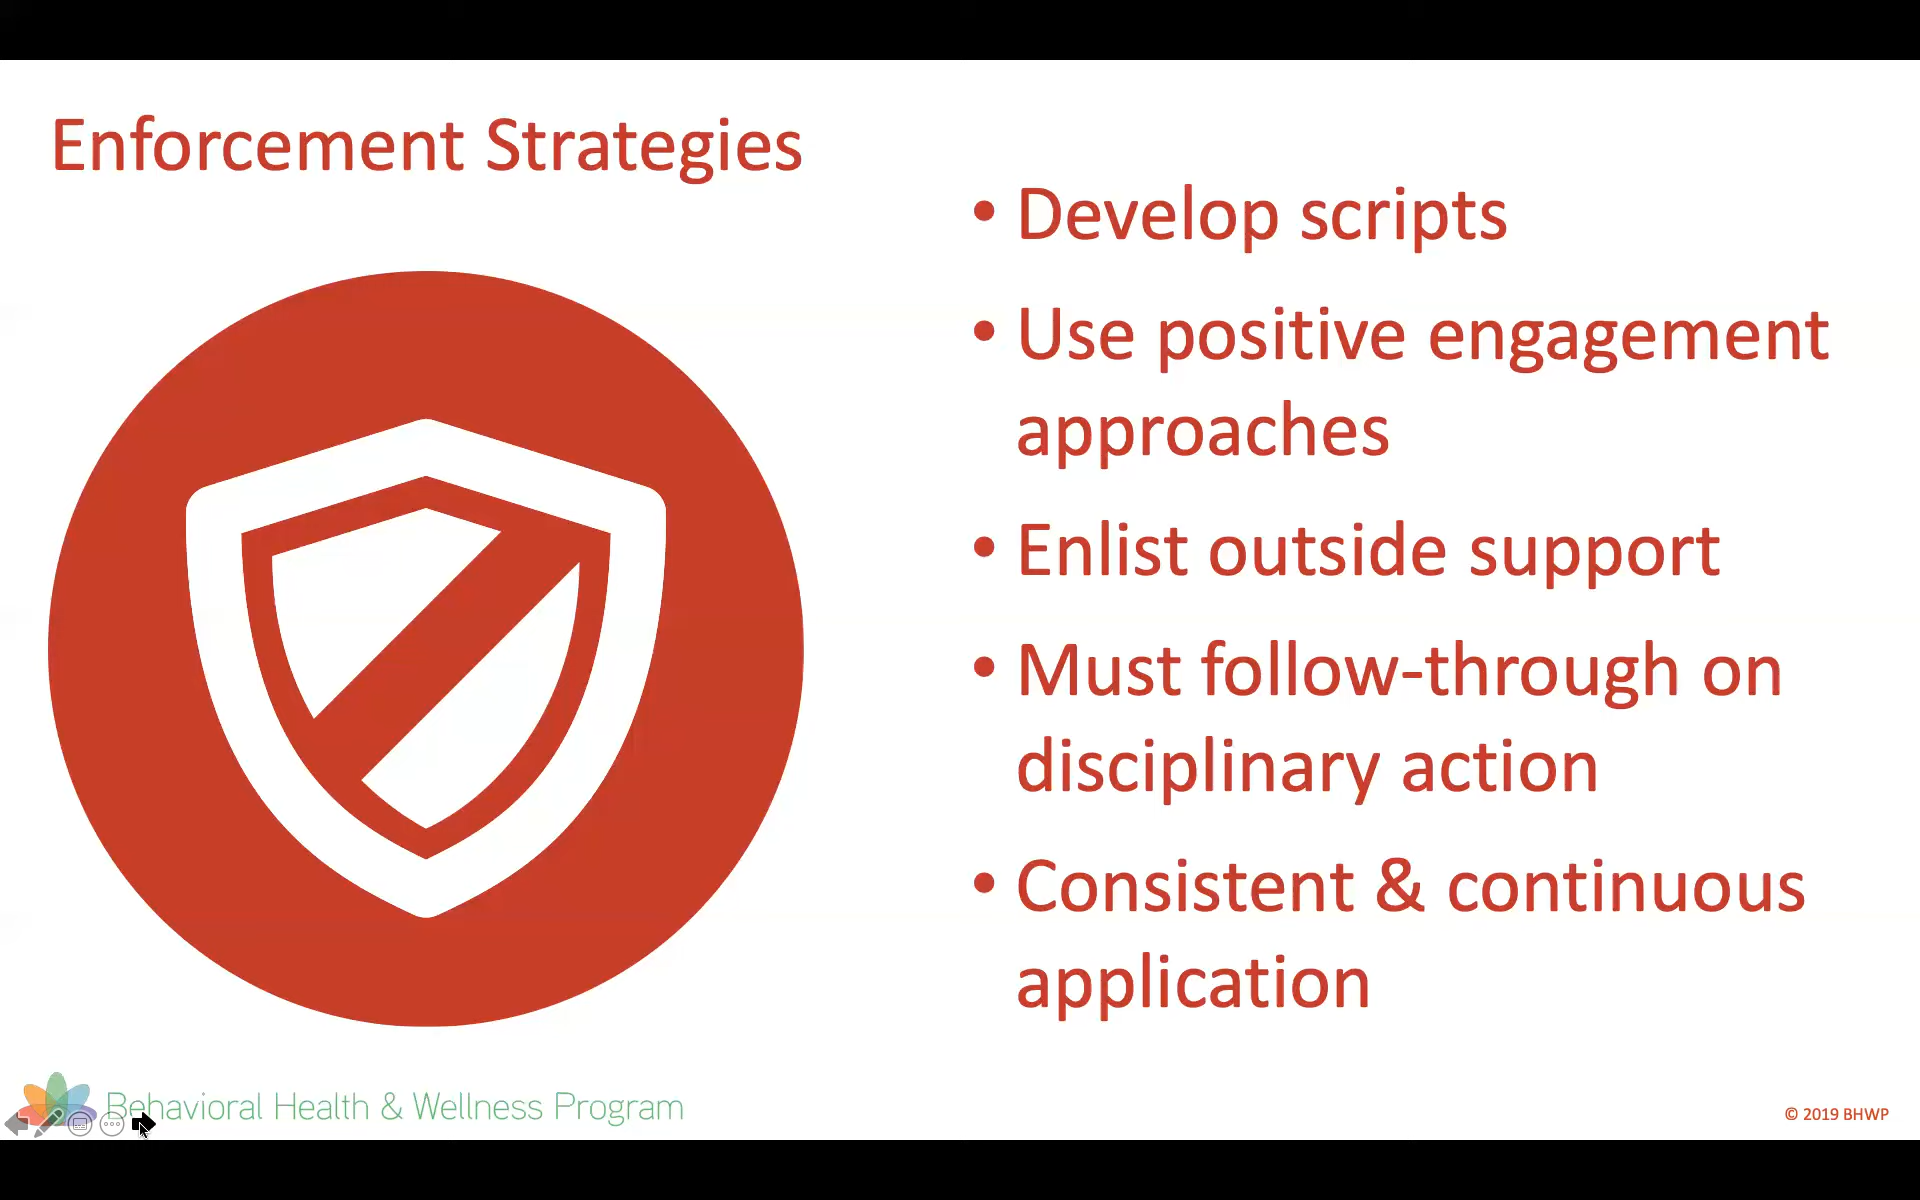 Enforcement Strategies
• Develop scripts
• Use positive engagement
approaches
• Enlist outside support
• Must follow-through on
disciplinary action
• Consistent & continuous
application
Behavioral Health & Wellness Program
© 2019 BHWP